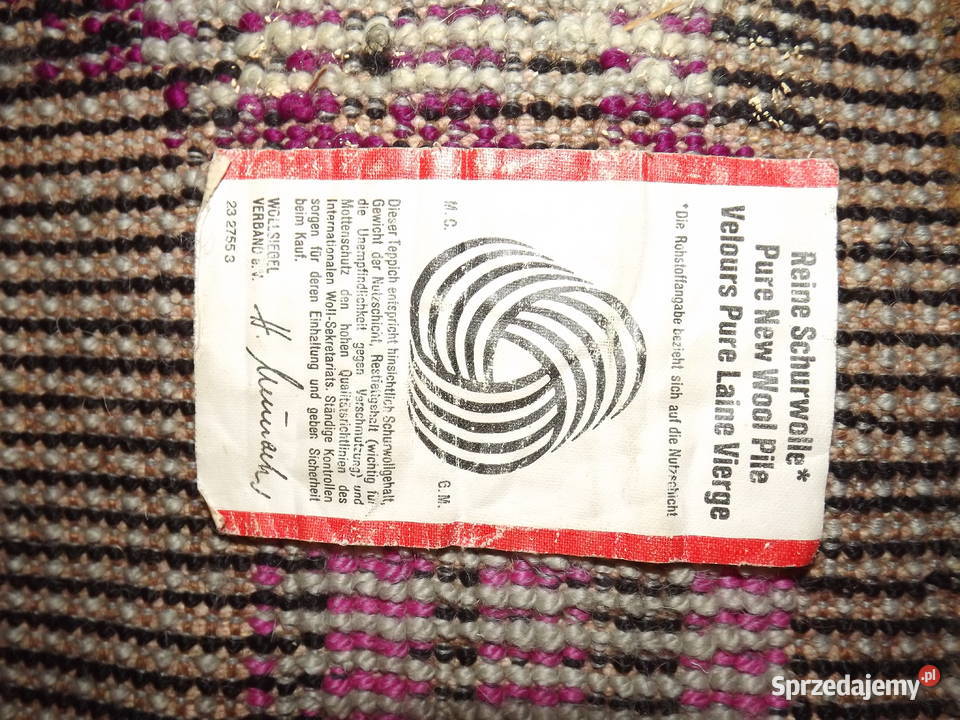 Reine Schurwolle*
Pure New Wool Pile
Velours Pure Laine Vierge
*Die Rohstoffangabe bezieht sich auf die Nutzschicht
M.C.
G.M.
Dieser Teppich entspricht hinsichtlich Schurwollgehalt,
Gewicht der Nutzschicht, Restfettgehalt (wichtig für
die Unempfindlichkeit gegen Verschmutzung) und
Mottenschutz den hohen Qualitätsrichtlinien des
Internationalen Woll-Sekretariats. Ständige Kontrollen
sorgen für deren Einhaltung und geben Sicherheit
beim Kauf.
WOLLSIEGEL
VERBAND e.V.
H.
23 2755 3
Sprzedajemy.pl